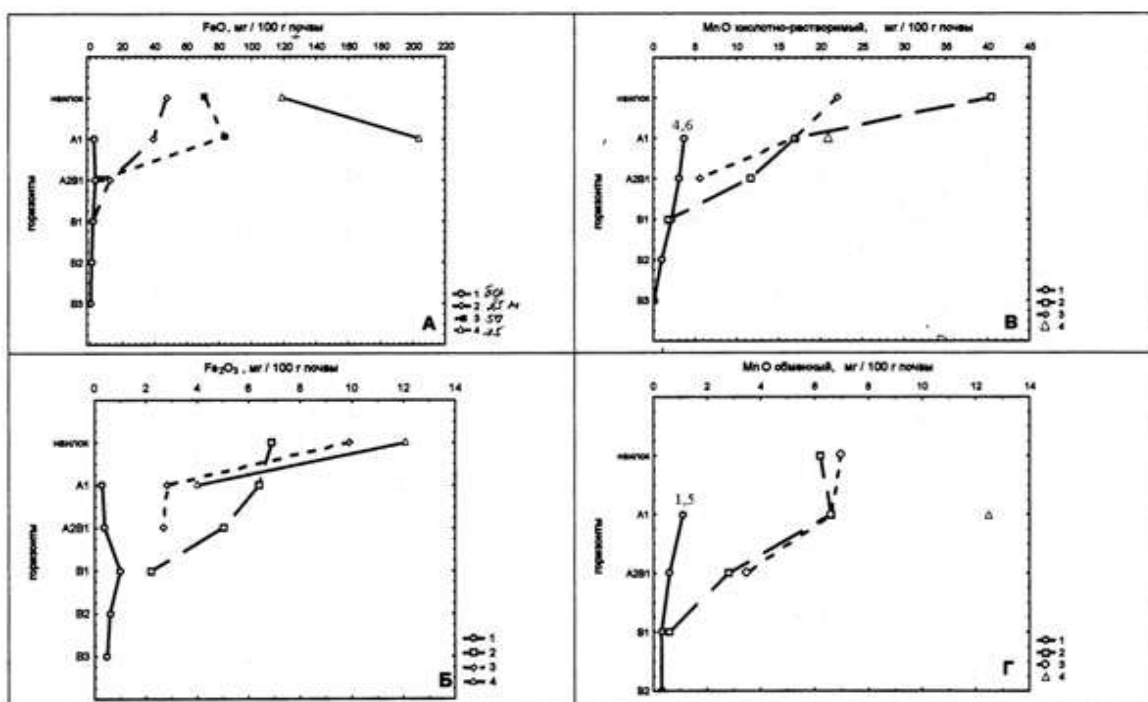 FeO, мг / 100 г почвы
0 20 40 60 80 100 120 140 160 180 200 220
наилок
A1
A2B1
B1
B2
B3
горизонты
1
2
3 50
4
А
MnO кислотно-растворимый, мг / 100 г почвы
0 5 10 15 20 25 30 35 40 45
наилок
A1
A2B1
B1
B2
B3
горизонты
4,6
1
2
3
4
В
Fe2O3, мг / 100 г почвы
0 2 4 6 8 10 12 14
наилок
A1
A2B1
B1
B2
B3
горизонты
1
2
3
4
Б
MnO обменный, мг / 100 г почвы
0 2 4 6 8 10 12 14
наилок
A1
A2B1
B1
B2
горизонты
1,5
1
2
3
4
Г